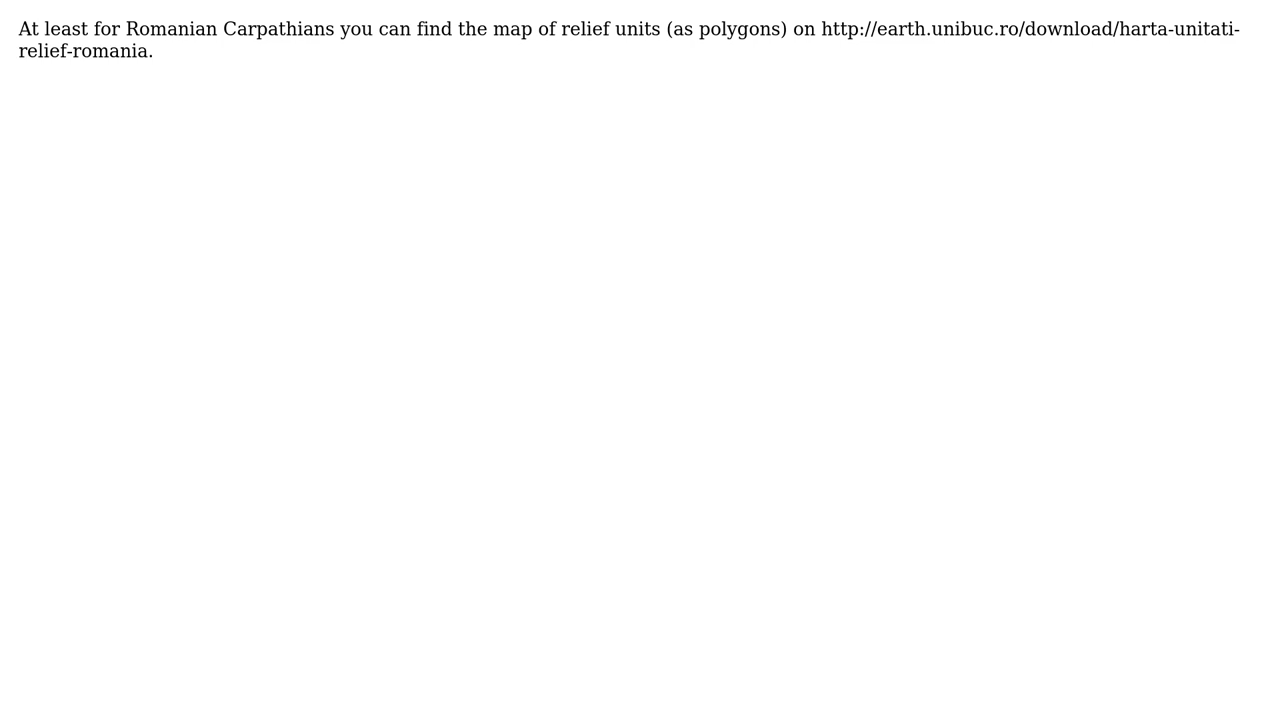 At least for Romanian Carpathians you can find the map of relief units (as polygons) on http://earth.unibuc.ro/download/harta-unitati-
relief-romania.